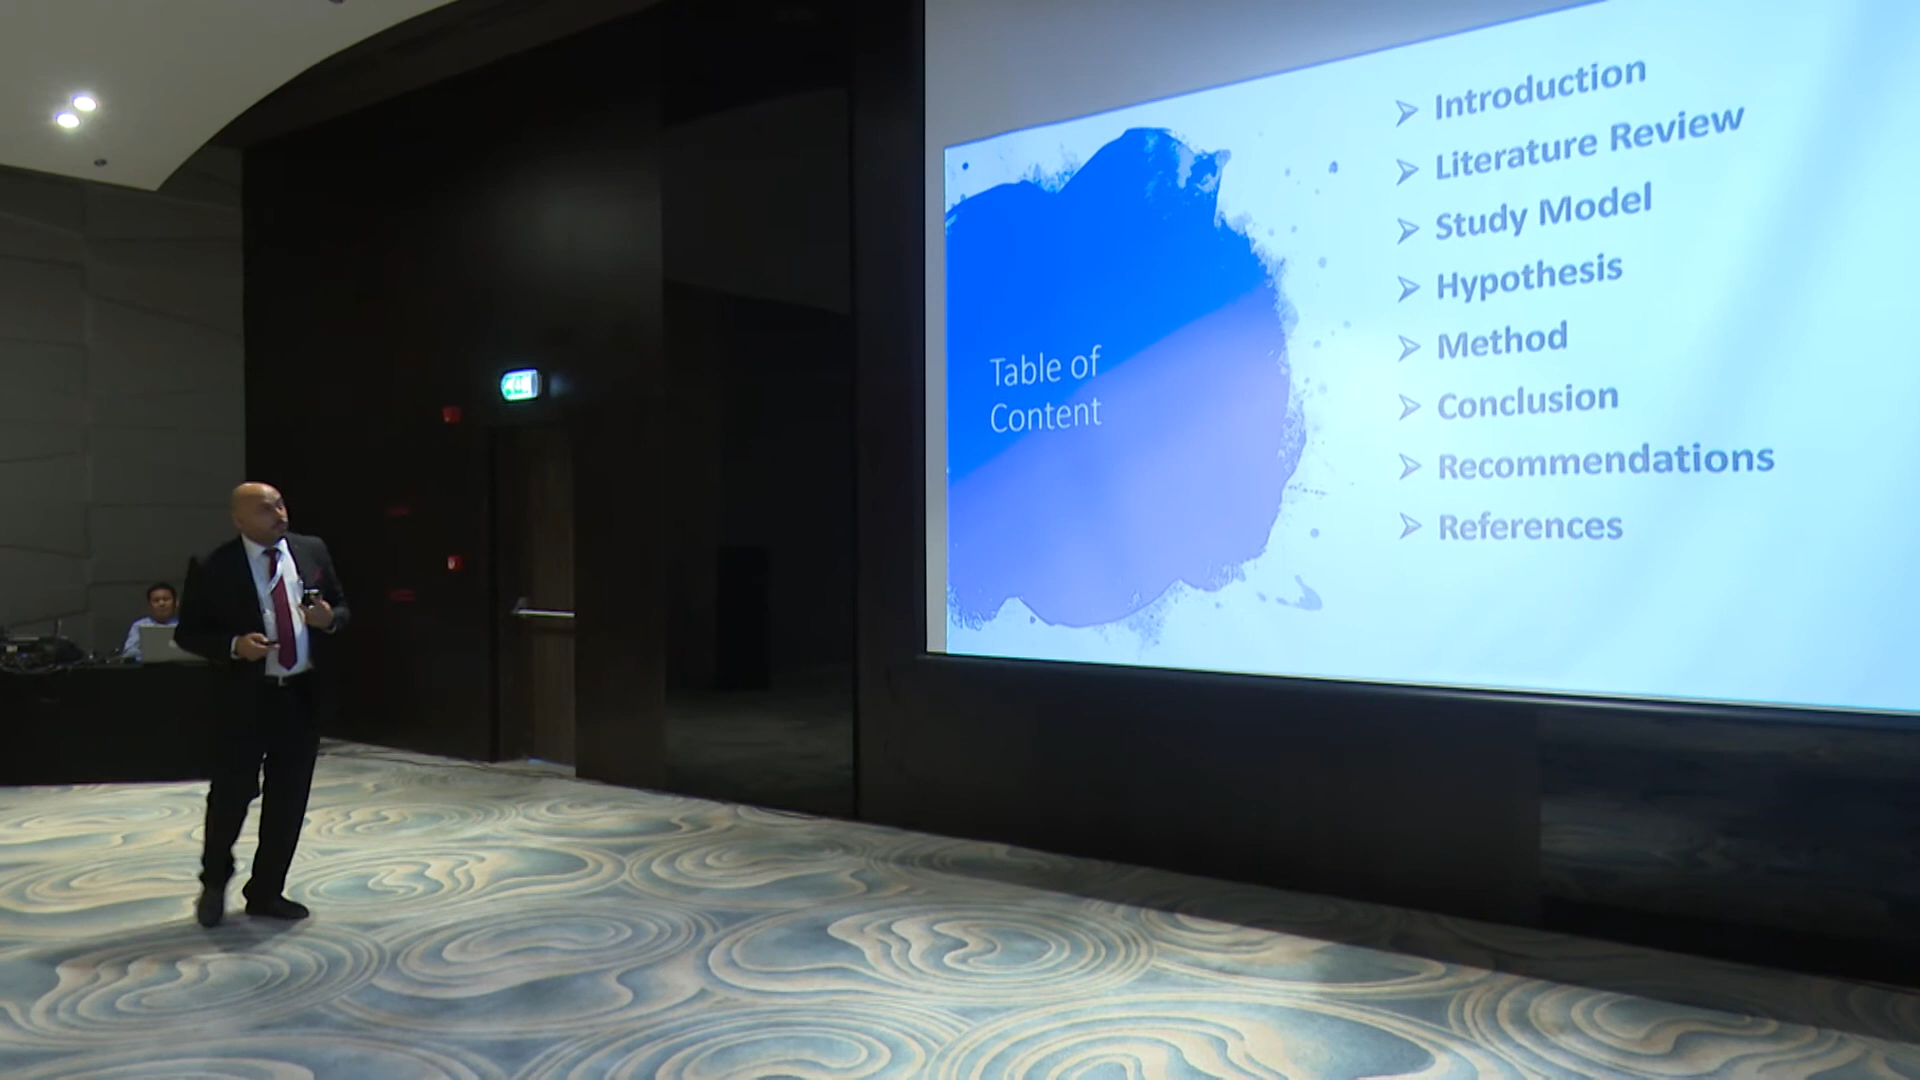 Table of
Content
Introduction
Literature Review
Study Model
Hypothesis
Method
Conclusion
Recommendations
References